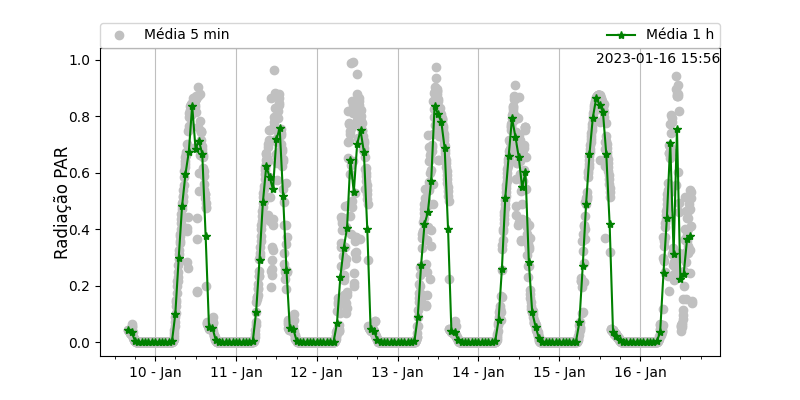 Média 5 min
Média 1 h
2023-01-16 15:56
Radiação PAR
1.0
0.8
0.6
0.4
0.2
0.0
10 - Jan
11 - Jan
12 - Jan
13 - Jan
14 - Jan
15 - Jan
16 - Jan